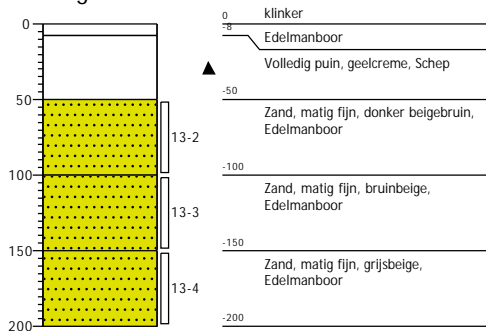 0
50
100
150
200
13-2
13-3
13-4
0
klinker
-8
Edelmanboor
Volledig puin, geelcreme, Schep
-50
Zand, matig fijn, donker beigebruin,
Edelmanboor
-100
Zand, matig fijn, bruinbeige,
Edelmanboor
-150
Zand, matig fijn, grijsbeige,
Edelmanboor
-200